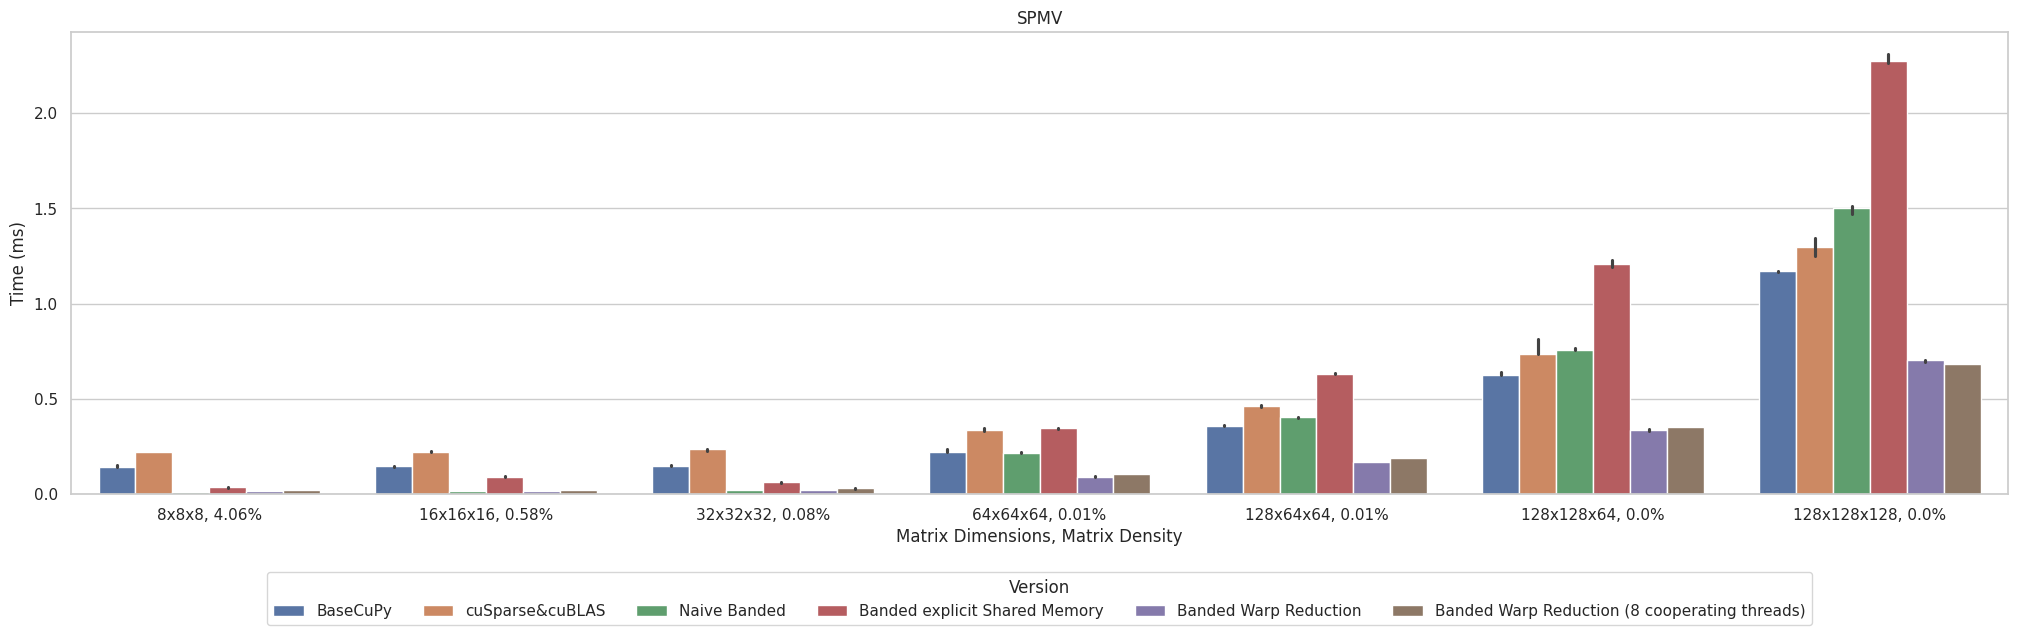 SPMV
Time (ms)
2.0
1.5
1.0
0.5
0.0
8x8x8, 4.06%
16x16x16, 0.58%
32x32x32, 0.08%
64x64x64, 0.01%
128x64x64, 0.01%
128x128x64, 0.0%
128x128x128, 0.0%
Matrix Dimensions, Matrix Density
Version
BaseCuPy
cuSparse&cuBLAS
Naive Banded
Banded explicit Shared Memory
Banded Warp Reduction
Banded Warp Reduction (8 cooperating threads)